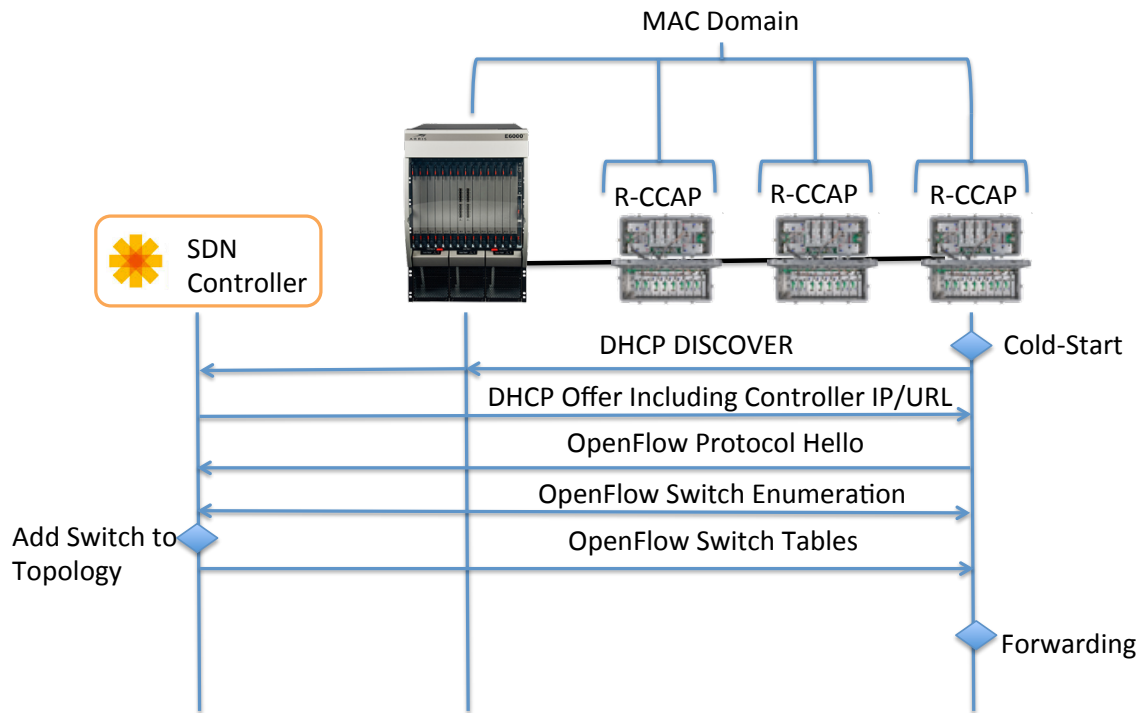 MAC Domain
E6000
R-CCAP
R-CCAP
R-CCAP
SDN
Controller
DHCP DISCOVER
Cold-Start
DHCP Offer Including Controller IP/URL
OpenFlow Protocol Hello
OpenFlow Switch Enumeration
Add Switch to
Topology
OpenFlow Switch Tables
Forwarding